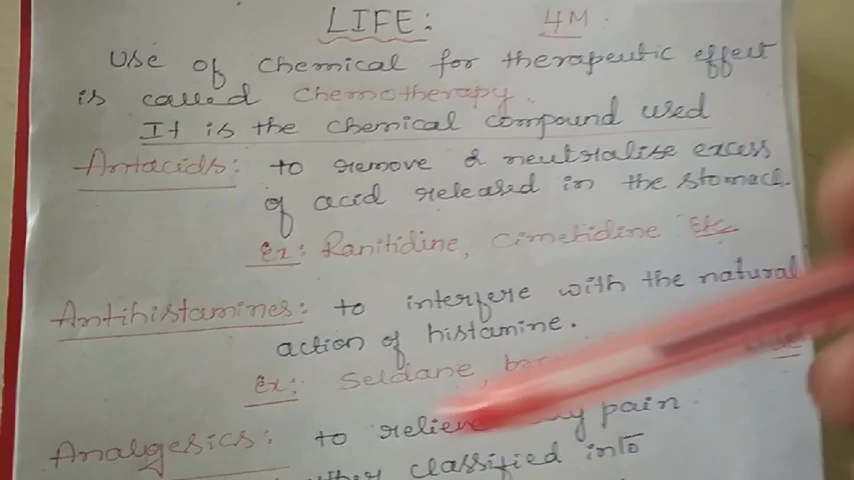 LIFE: 4M.
Use of chemical for therapeutic effect
is called chemotherapy.
It is the chemical compound used
Antacids: to remove & neutralise excess
of acid released in the stomach.
Ex: Ranitidine, Cimetidine Etc
Antihistamines: to interfere with the natural
action of histamine.
Ex: Seldane,
Analgesics: to relieve pain
classified into